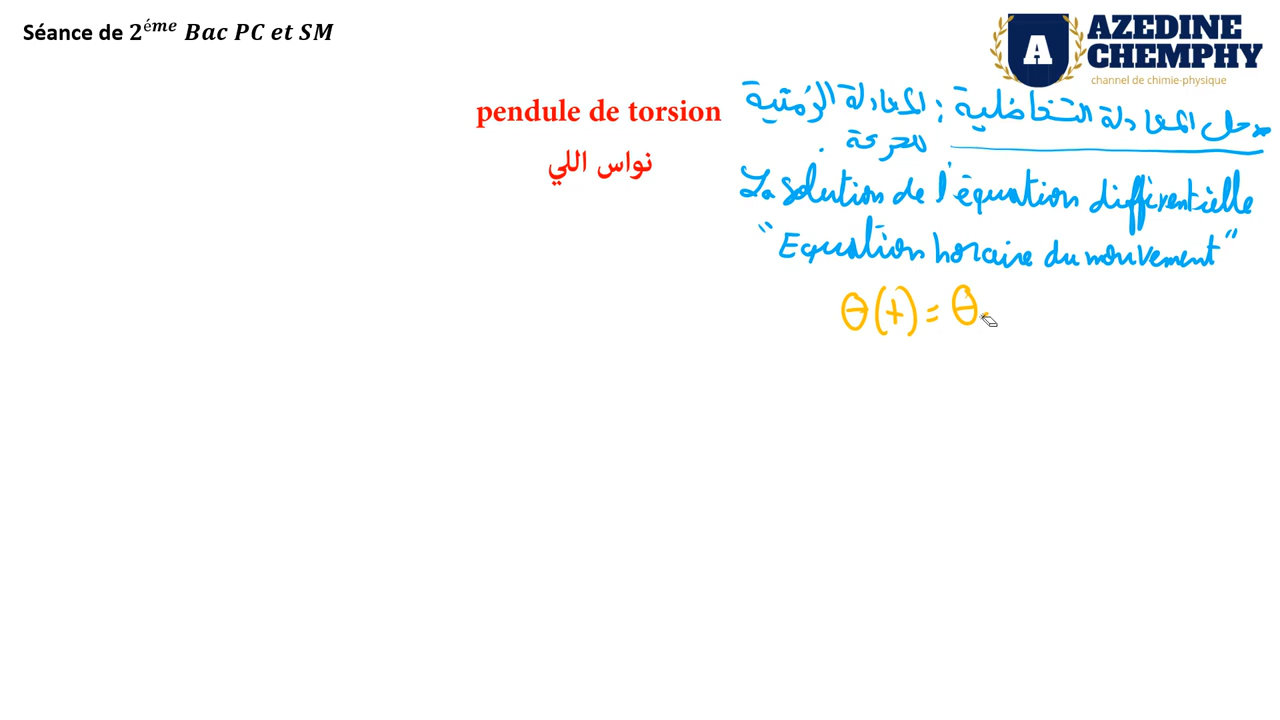 Séance de 2éme Bac PC et SM
AZEDINE
CHEMPHY
channel de chimie-physique
A
pendule de torsion
نواس اللي
حل المعادلة التفاضلية : المعادلة الزمنية
للحركة .
La solution de l'équation différentielle
"Equation horaire du mouvement"
θ(t) = θ